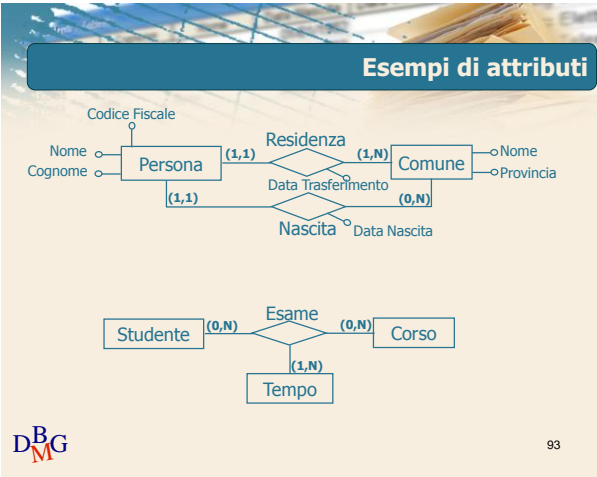 Esempi di attributi
Codice Fiscale
Nome
Cognome
Persona
(1,1)
Residenza
(1,N)
Comune
Nome
Provincia
Data Trasferimento
(1,1)
(0,N)
Nascita
Data Nascita
Esame
Studente
(0,N)
(0,N)
Corso
(1,N)
Tempo
DBMG
93